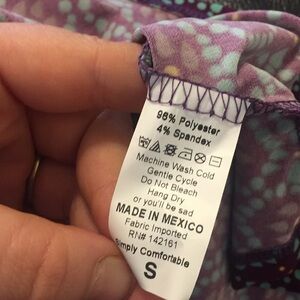 96% Polyester
4% Spandex
Machine Wash Cold
Gentle Cycle
Do Not Bleach
Hang Dry
or you'll be sad
MADE IN MEXICO
Fabric Imported
RN# 142161
Simply Comfortable
S